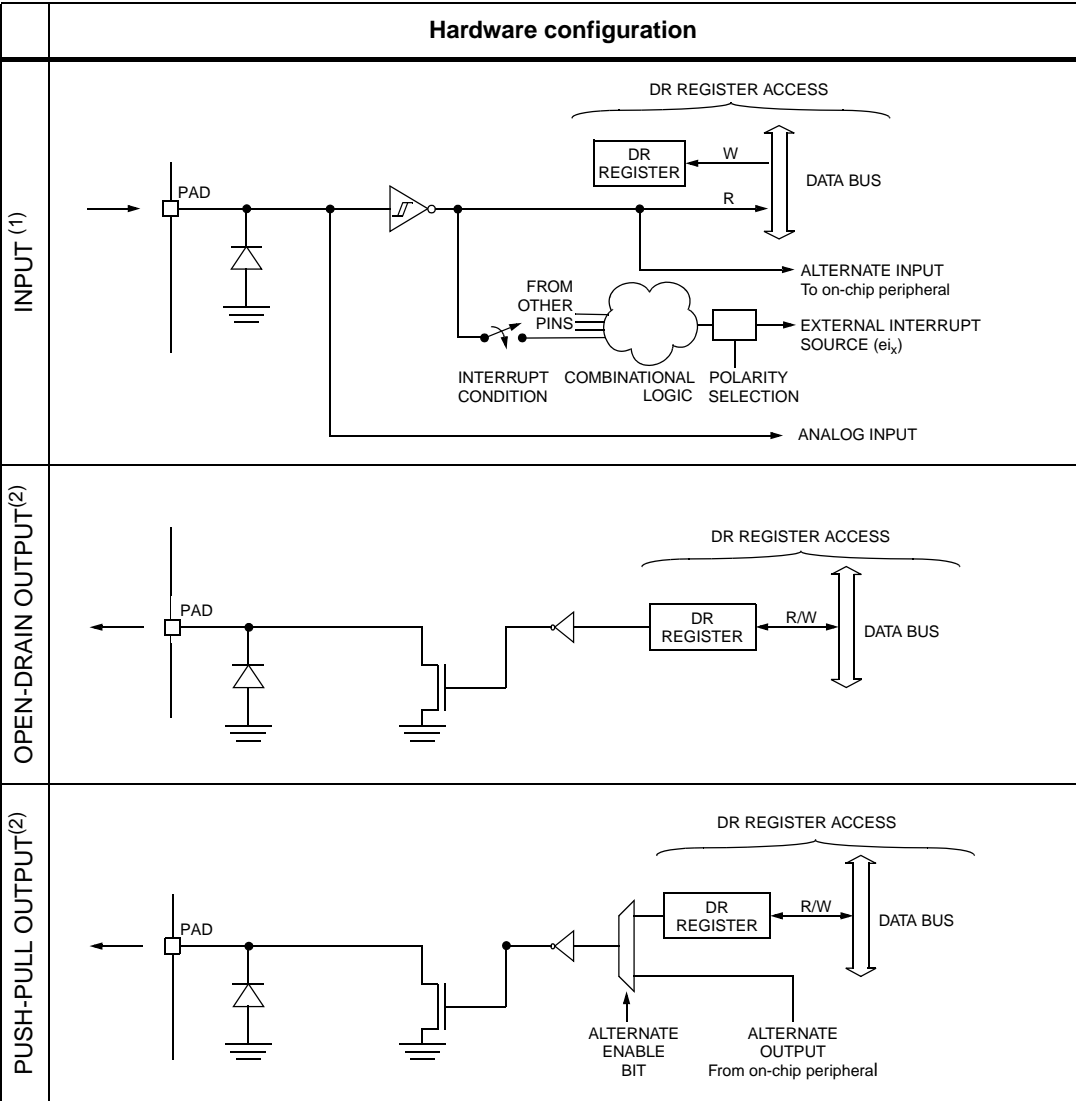 Hardware configuration
INPUT (1)
DR REGISTER ACCESS
DR
REGISTER
W
DATA BUS
PAD
R
ALTERNATE INPUT
To on-chip peripheral
FROM
OTHER
PINS
EXTERNAL INTERRUPT
SOURCE (eix)
INTERRUPT
CONDITION
COMBINATIONAL
LOGIC
POLARITY
SELECTION
ANALOG INPUT
OPEN-DRAIN OUTPUT(2)
DR REGISTER ACCESS
PAD
DR
REGISTER
R/W
DATA BUS
PUSH-PULL OUTPUT(2)
DR REGISTER ACCESS
PAD
DR
REGISTER
R/W
DATA BUS
ALTERNATE
ENABLE
BIT
ALTERNATE
OUTPUT
From on-chip peripheral